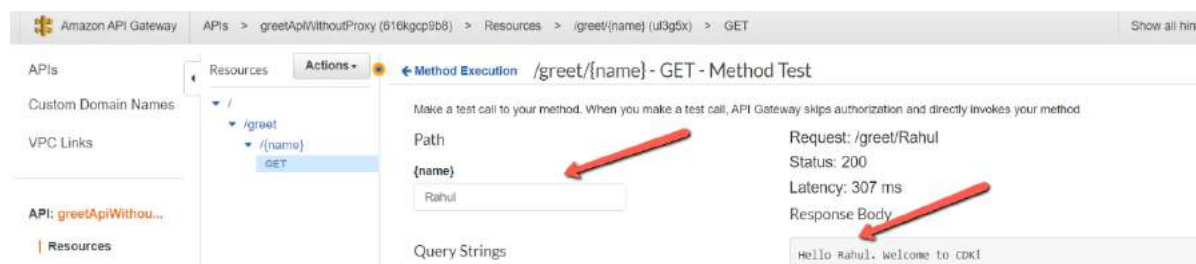 Amazon API Gateway
APIs > greetApiWithoutProxy (616kgcp9b8) > Resources > /greet/{name} (ul3g5x) > GET
Show all hin
APIs
Custom Domain Names
VPC Links
API: greetApiWithou...
Resources
Resources
Actions
/
/greet
/{name}
GET
Method Execution /greet/{name} - GET - Method Test
Make a test call to your method. When you make a test call, API Gateway skips authorization and directly invokes your method
Path
{name}
Rahul
Query Strings
Request: /greet/Rahul
Status: 200
Latency: 307 ms
Response Body
Hello Rahul. Welcome to CDK!